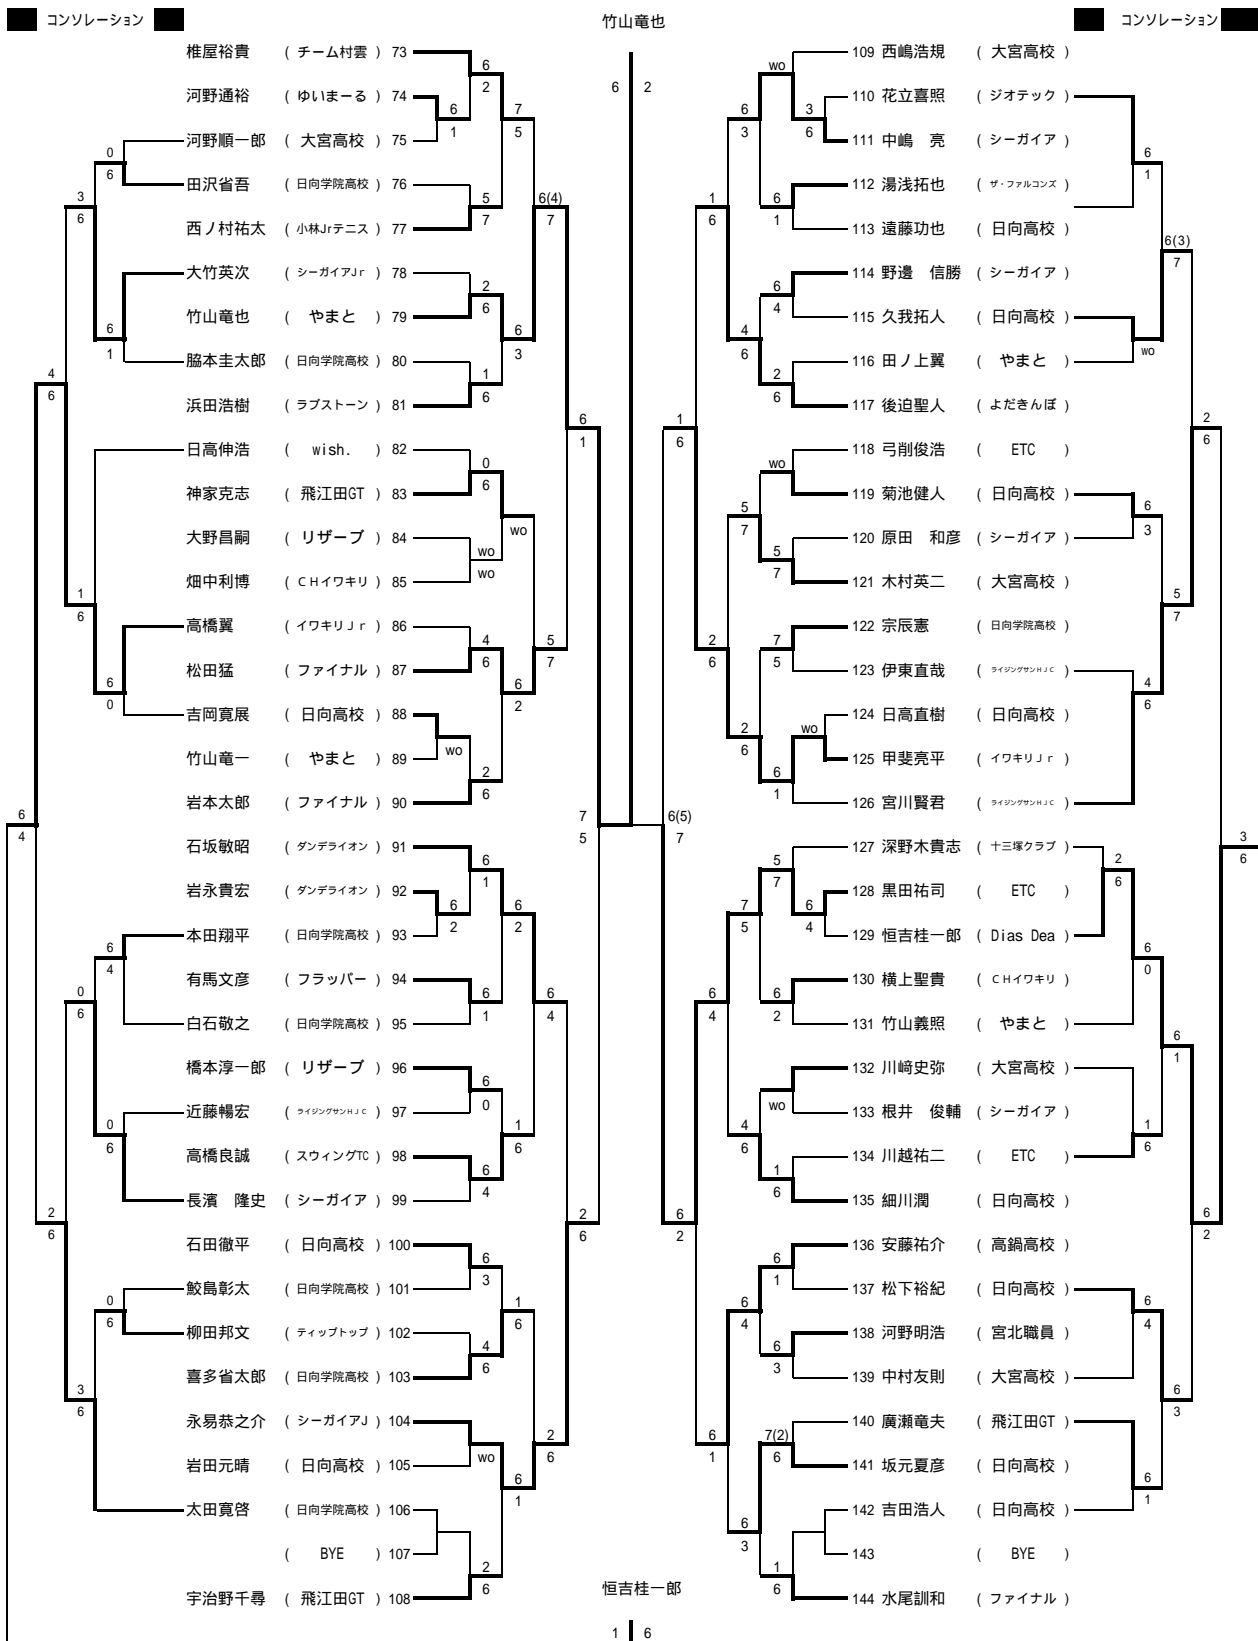 コンソレーション
竹山竜也
コンソレーション
6 2
椎屋裕貴 ( チーム村雲 ) 73
河野通裕 ( ゆいまーる ) 74
河野順一郎 ( 大宮高校 ) 75
田沢省吾 ( 日向学院高校 ) 76
西ノ村祐太 ( 小林Jrテニス ) 77
大竹英次 ( シーガイアJr ) 78
竹山竜也 ( やまと ) 79
脇本圭太郎 ( 日向学院高校 ) 80
浜田浩樹 ( ラブストーン ) 81
日高伸浩 ( wish. ) 82
神家克志 ( 飛江田GT ) 83
大野昌嗣 ( リザーブ ) 84
畑中利博 ( CHイワキリ ) 85
高橋翼 ( イワキリJr ) 86
松田猛 ( ファイナル ) 87
吉岡寛展 ( 日向高校 ) 88
竹山竜一 ( やまと ) 89
岩本太郎 ( ファイナル ) 90
石坂敏昭 ( ダンデライオン ) 91
岩永貴宏 ( ダンデライオン ) 92
本田翔平 ( 日向学院高校 ) 93
有馬文彦 ( フラッパー ) 94
白石敬之 ( 日向学院高校 ) 95
橋本淳一郎 ( リザーブ ) 96
近藤暢宏 ( ライジングサンHJC ) 97
高橋良誠 ( スウィングTC ) 98
長濱 隆史 ( シーガイア ) 99
石田徹平 ( 日向高校 ) 100
鮫島彰太 ( 日向学院高校 ) 101
柳田邦文 ( ティップトップ ) 102
喜多省太郎 ( 日向学院高校 ) 103
永易恭之介 ( シーガイアJ ) 104
岩田元晴 ( 日向高校 ) 105
太田寛啓 ( 日向学院高校 ) 106
( BYE ) 107
宇治野千尋 ( 飛江田GT ) 108
109 西嶋浩規 ( 大宮高校 )
110 花立喜照 ( ジオテック )
111 中嶋 亮 ( シーガイア )
112 湯浅拓也 ( ザ・ファルコンズ )
113 遠藤功也 ( 日向高校 )
114 野邊 信勝 ( シーガイア )
115 久我拓人 ( 日向高校 )
116 田ノ上翼 ( やまと )
117 後迫聖人 ( よだきんぼ )
118 弓削俊浩 ( ETC )
119 菊池健人 ( 日向高校 )
120 原田 和彦 ( シーガイア )
121 木村英二 ( 大宮高校 )
122 宗辰憲 ( 日向学院高校 )
123 伊東直哉 ( ライジングサンHJC )
124 日高直樹 ( 日向高校 )
125 甲斐亮平 ( イワキリJr )
126 宮川賢君 ( ライジングサンHJC )
127 深野木貴志 ( 十三塚クラブ )
128 黒田祐司 ( ETC )
129 恒吉桂一郎 ( Dias Dea )
130 横上聖貴 ( CHイワキリ )
131 竹山義照 ( やまと )
132 川﨑史弥 ( 大宮高校 )
133 根井 俊輔 ( シーガイア )
134 川越祐二 ( ETC )
135 細川潤 ( 日向高校 )
136 安藤祐介 ( 高鍋高校 )
137 松下裕紀 ( 日向高校 )
138 河野明浩 ( 宮北職員 )
139 中村友則 ( 大宮高校 )
140 廣瀬竜夫 ( 飛江田GT )
141 坂元夏彦 ( 日向高校 )
142 吉田浩人 ( 日向高校 )
143 ( BYE )
144 水尾訓和 ( ファイナル )
恒吉桂一郎
1 6